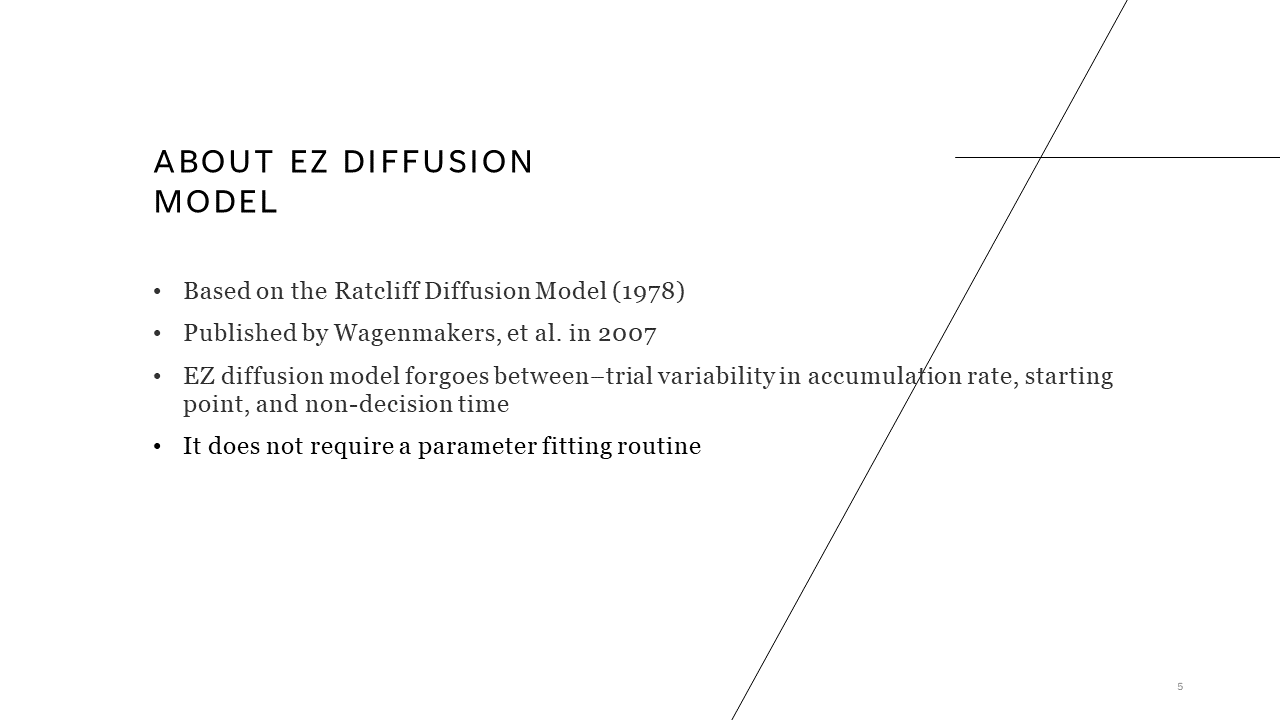 ABOUT EZ DIFFUSION
MODEL
• Based on the Ratcliff Diffusion Model (1978)
• Published by Wagenmakers, et al. in 2007
• EZ diffusion model forgoes between–trial variability in accumulation rate, starting
point, and non-decision time
• It does not require a parameter fitting routine
5